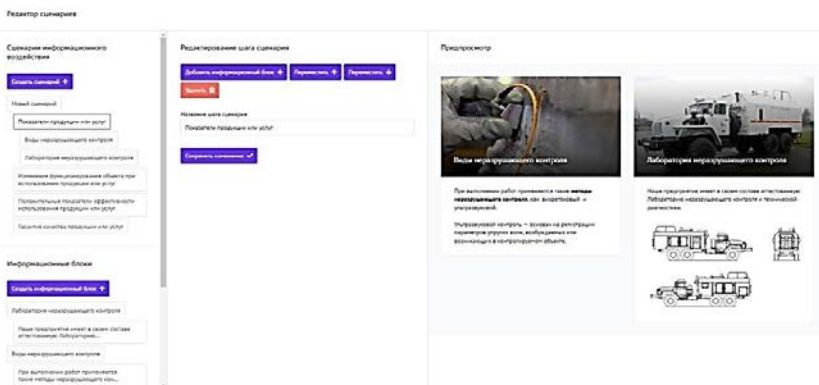 Редактор сценариев
Сценарии информационного
воздействия
Создать сценарий
Новый сценарий
Показатели продукции или услуг
Виды неразрушающего контроля
Лаборатория неразрушающего контроля
Изменения функционирования объекта при
использовании продукции или услуг
Положительные показатели эффективности
использования продукции или услуг
Гарантия качества продукции или услуг
Информационные блоки
Создать информационный блок
Лаборатория неразрушающего контроля
Наше предприятие имеет в своем составе
аттестованную Лабораторию...
Виды неразрушающего контроля
При выполнении работ применяются
такие методы неразрушающего кон...
Редактирование шага сценария
Добавить информационный блок
Переместить
Переместить
Удалить
Название шага сценария
Показатели продукции или услуг
Сохранить изменения
Предпросмотр
Виды неразрушающего контроля
При выполнении работ применяются такие методы
неразрушающего контроля, как вихретоковый и
ультразвуковой.
Ультразвуковой контроль — основан на регистрации
параметров упругих волн, возбуждаемых или
возникающих в контролируемом объекте.
Лаборатория неразрушающего контроля
Наше предприятие имеет в своем составе аттестованную
Лабораторию неразрушающего контроля и технической
диагностики.